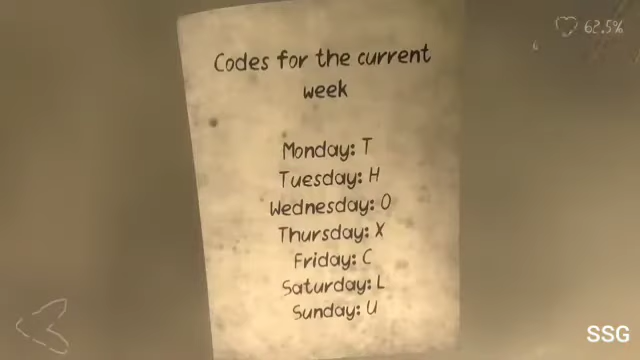 62.5%
Codes for the current
week
Monday: T
Tuesday: H
Wednesday: O
Thursday: X
Friday: C
Saturday: L
Sunday: U
SSG